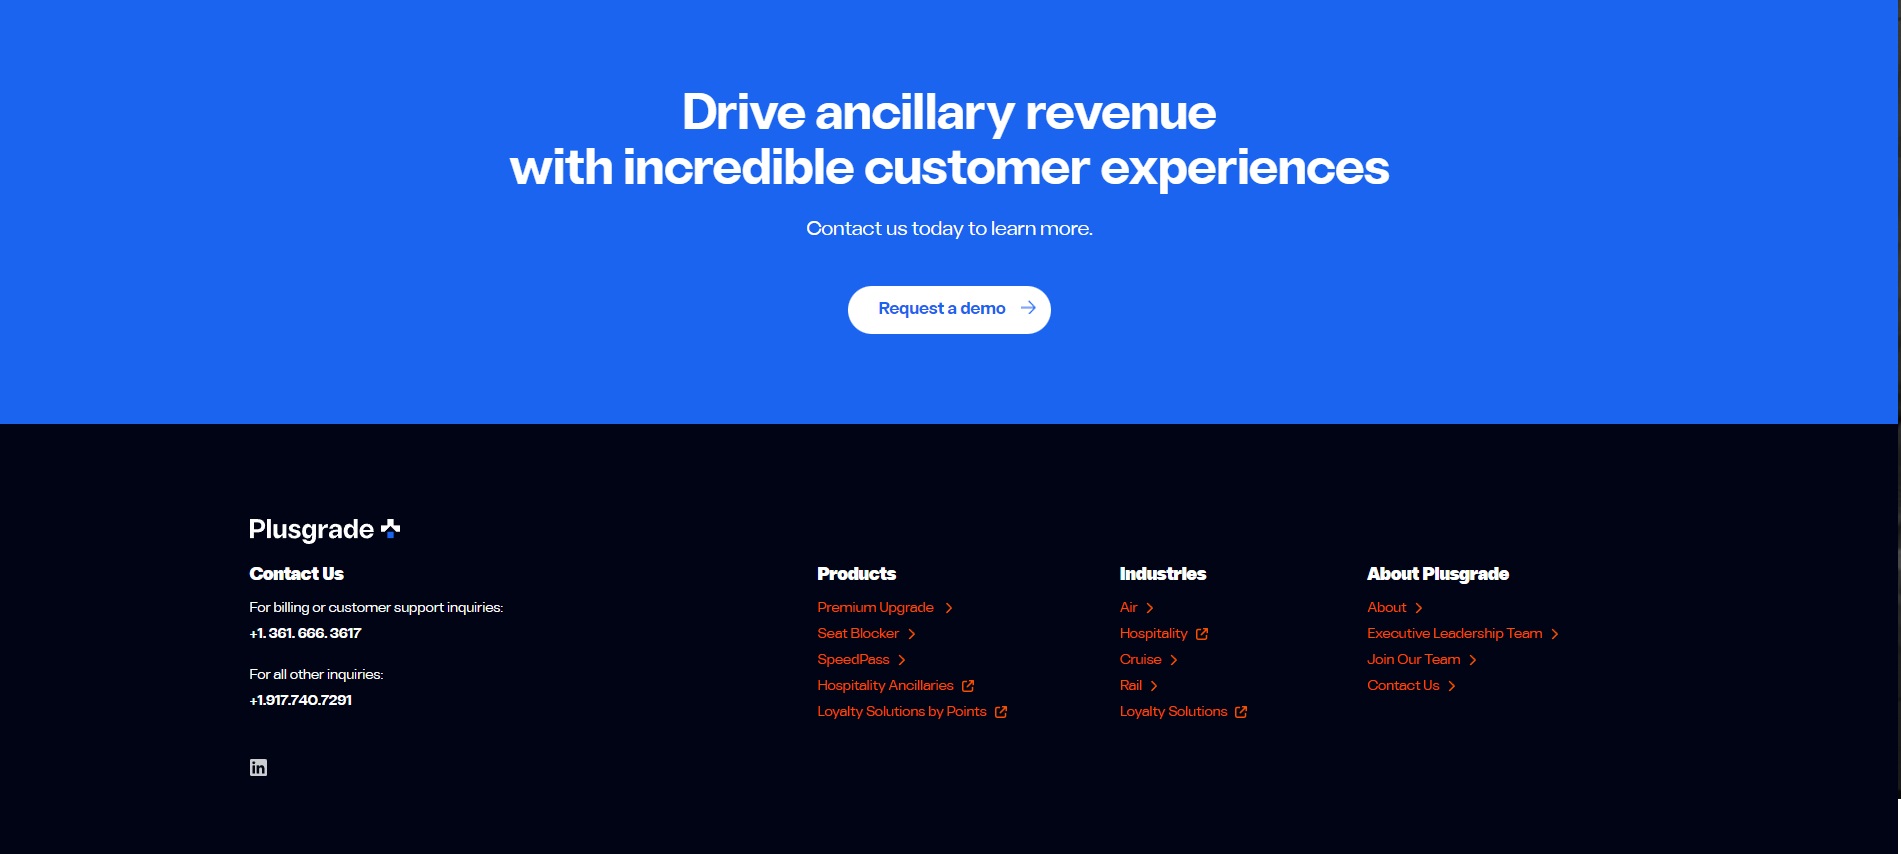 Drive ancillary revenue
with incredible customer experiences
Contact us today to learn more.
Request a demo
Plusgrade
Contact Us
For billing or customer support inquiries:
+1. 361. 666. 3617
For all other inquiries:
+1.917.740.7291
in
Products
Premium Upgrade
Seat Blocker
SpeedPass
Hospitality Ancillaries
Loyalty Solutions by Points
Industries
Air
Hospitality
Cruise
Rail
Loyalty Solutions
About Plusgrade
About
Executive Leadership Team
Join Our Team
Contact Us